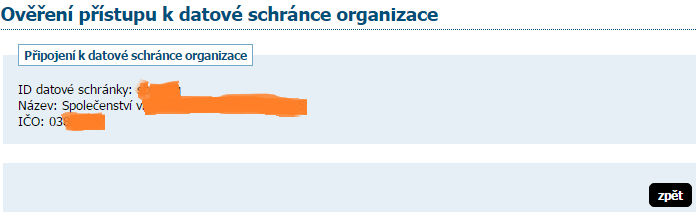 Ověření přístupu k datové schránce organizace
Připojení k datové schránce organizace
ID datové schránky:
Název: Společenství
IČO: 03
zpět